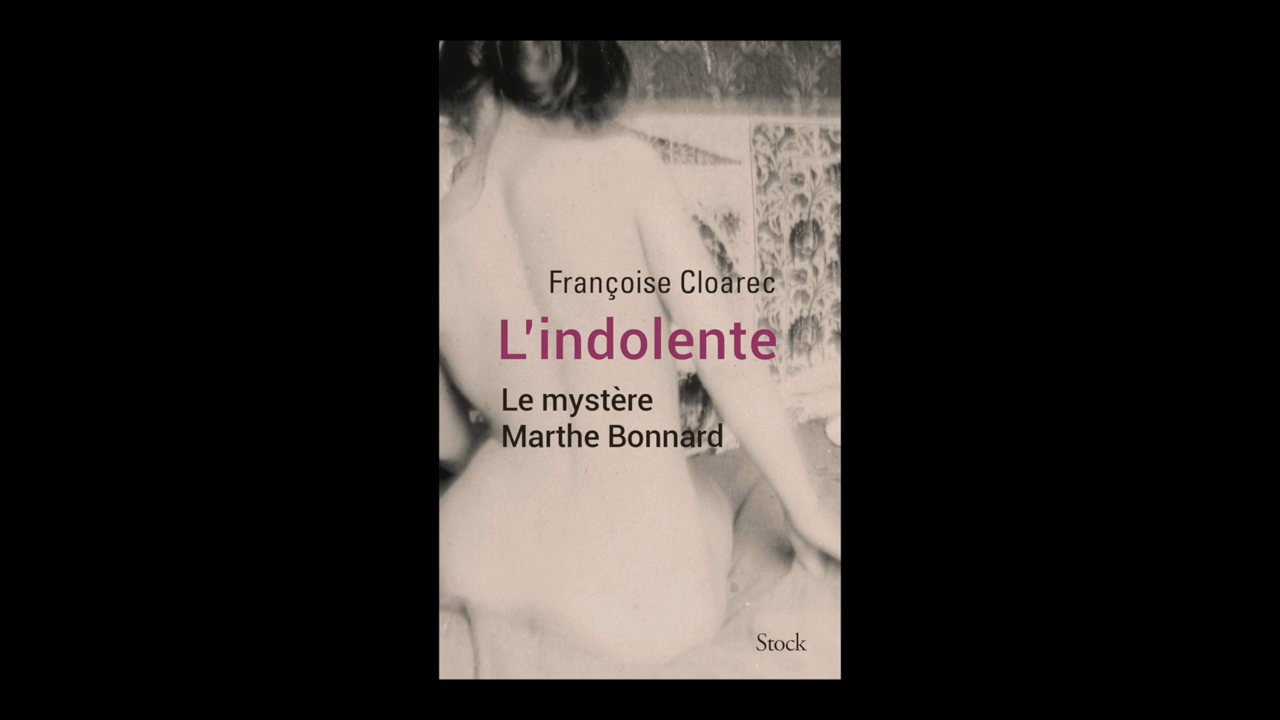 Françoise Cloarec
L'indolente
Le mystère
Marthe Bonnard
Stock